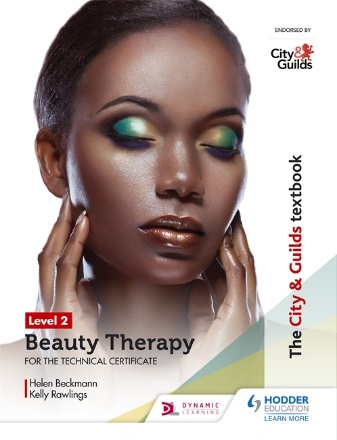 ENDORSED BY
City&
Guilds
The City & Guilds textbook
Level 2
Beauty Therapy
FOR THE TECHNICAL CERTIFICATE
Helen Beckmann
Kelly Rawlings
DL DYNAMIC
LEARNING
HODDER
EDUCATION
LEARN MORE